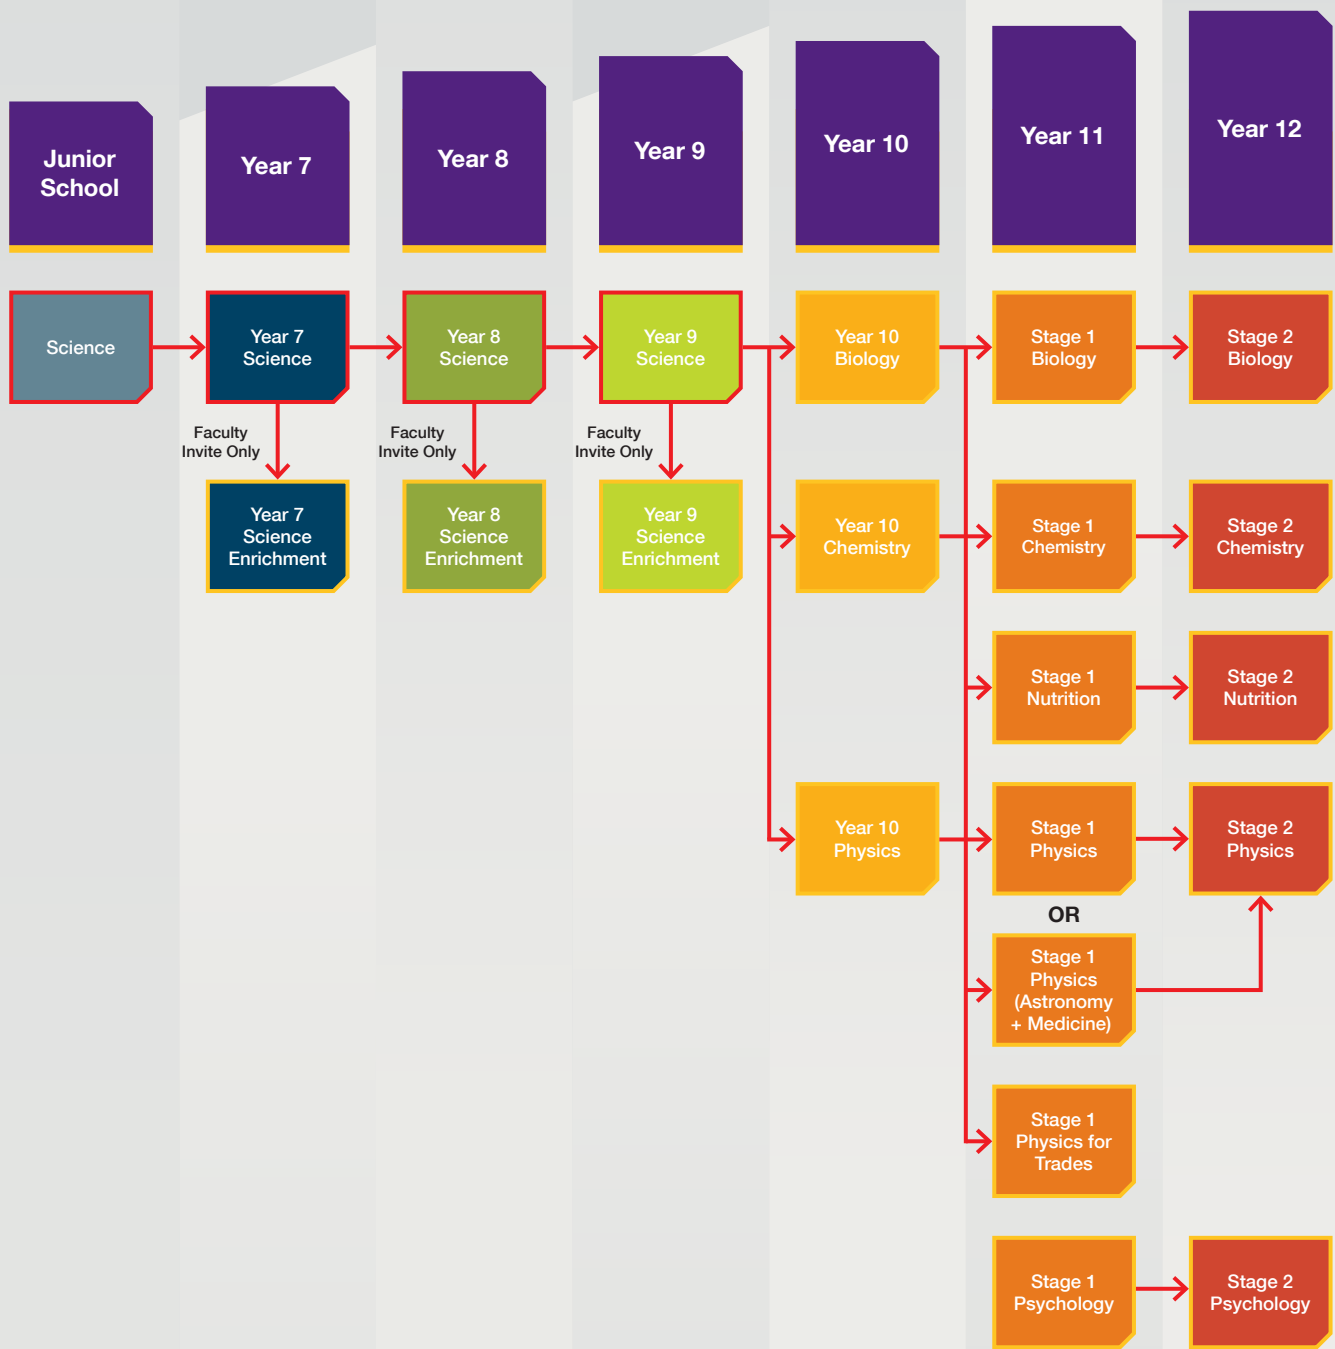 Junior
School
Year 7
Year 8
Year 9
Year 10
Year 11
Year 12
Science
Year 7
Science
Year 8
Science
Year 9
Science
Year 10
Biology
Stage 1
Biology
Stage 2
Biology
Faculty
Invite Only
Faculty
Invite Only
Faculty
Invite Only
Year 7
Science
Enrichment
Year 8
Science
Enrichment
Year 9
Science
Enrichment
Year 10
Chemistry
Stage 1
Chemistry
Stage 2
Chemistry
Stage 1
Nutrition
Stage 2
Nutrition
Year 10
Physics
Stage 1
Physics
Stage 2
Physics
OR
Stage 1
Physics
(Astronomy
+ Medicine)
Stage 1
Physics for
Trades
Stage 1
Psychology
Stage 2
Psychology